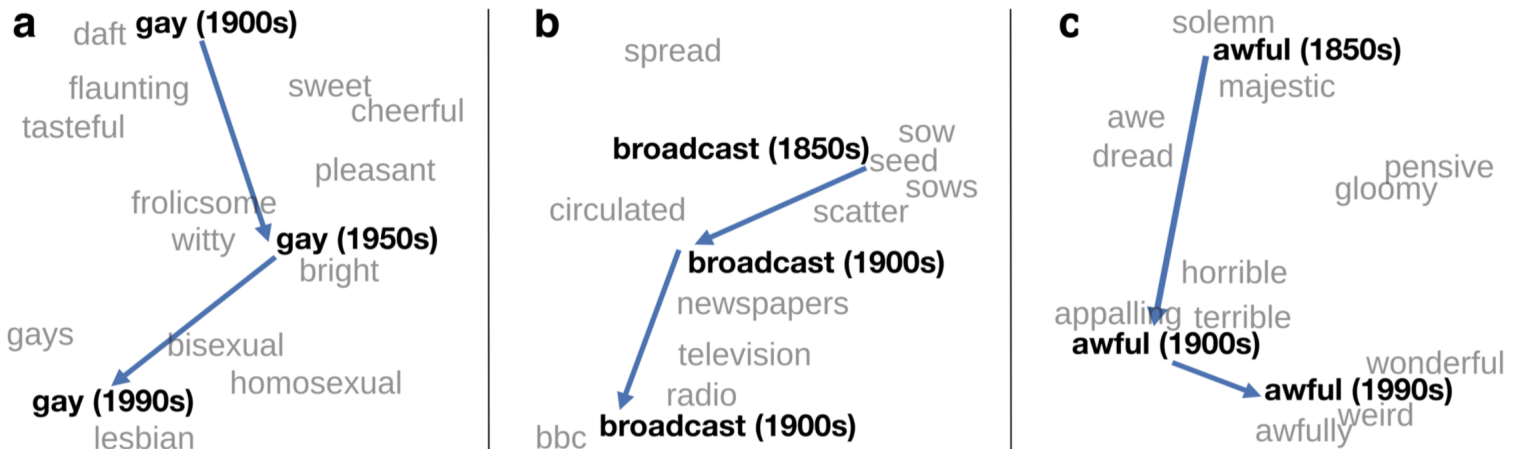 a
daft gay (1900s)
flaunting
sweet
cheerful
tasteful
pleasant
frolicsome
witty
gay (1950s)
bright
gays
bisexual
homosexual
gay (1990s)
lesbian
b
spread
broadcast (1850s)
sow
seed
sows
circulated
scatter
broadcast (1900s)
newspapers
television
radio
bbc broadcast (1900s)
c
solemn
awful (1850s)
majestic
awe
dread
pensive
gloomy
horrible
appalling terrible
awful (1900s)
wonderful
awful (1990s)
weird
awfully